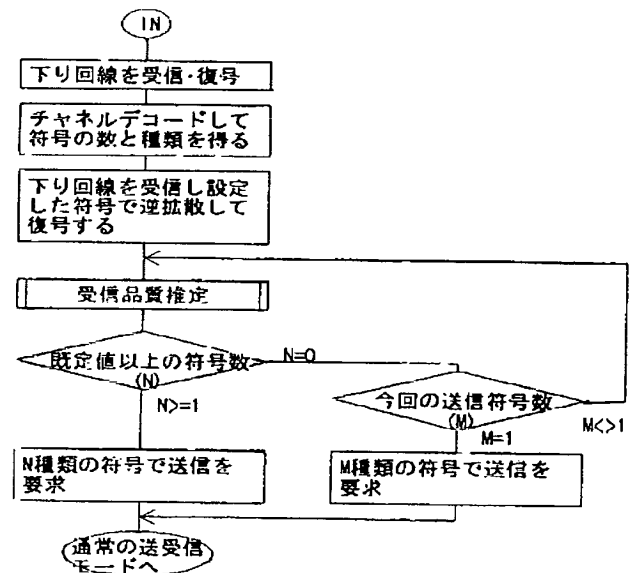 IN
下り回線を受信・復号
チャネルデコードして
符号の数と種類を得る
下り回線を受信し設定
した符号で逆拡散して
復号する
受信品質推定
既定値以上の符号数
(N)
N=0
N>=1
今回の送信符号数
(M)
M<>1
M=1
N種類の符号で送信を
要求
M種類の符号で送信を
要求
通常の送受信
モードへ